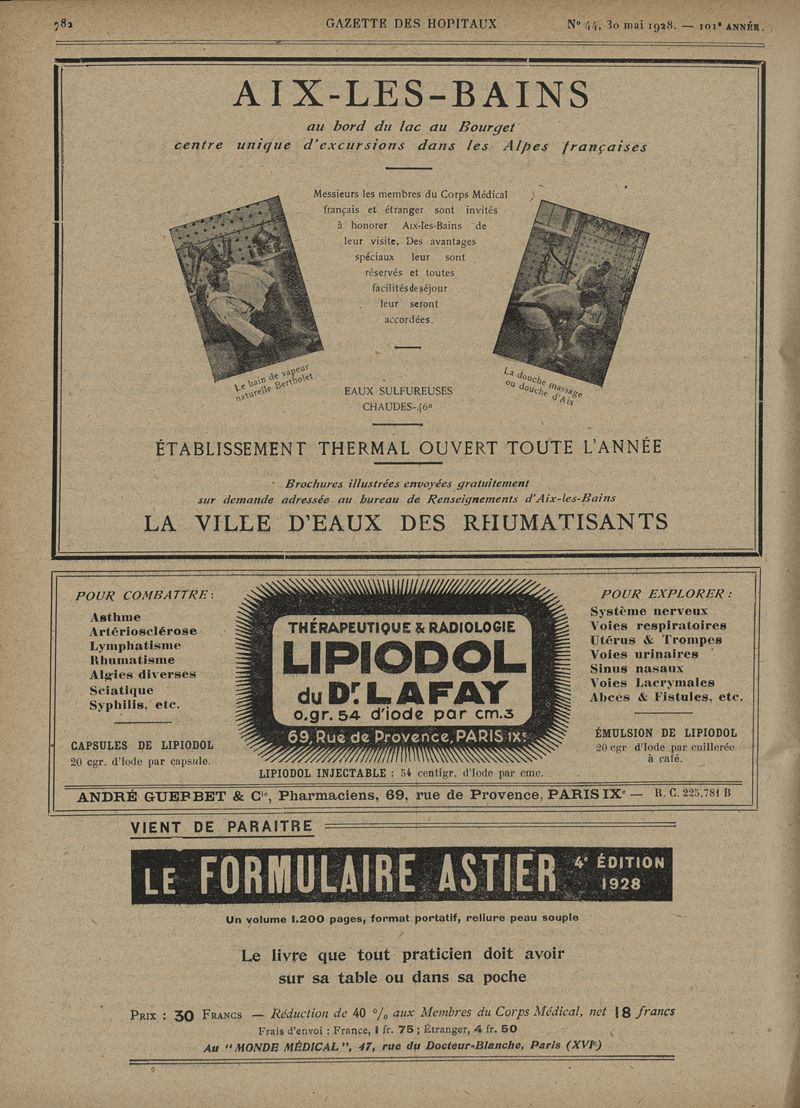 782
GAZETTE DES HOPITAUX
N° 44, 30 mai 1928. — 101e ANNÉE.
AIX-LES-BAINS
au bord du lac au Bourget
centre unique d'excursions dans les Alpes françaises
Messieurs les membres du Corps Médical
français et étranger sont invités
à honorer Aix-les-Bains de
leur visite. Des avantages
spéciaux leur sont
réservés et toutes
facilités de séjour
leur seront
accordées.
Le bain de vapeur
naturelle Bertholet
La douche massage
ou douche d'Aix
EAUX SULFUREUSES
CHAUDES-46°
ÉTABLISSEMENT THERMAL OUVERT TOUTE L'ANNÉE
Brochures illustrées envoyées gratuitement
sur demande adressée au bureau de Renseignements d'Aix-les-Bains
LA VILLE D'EAUX DES RHUMATISANTS
POUR COMBATTRE :
Asthme
Artériosclérose
Lymphatisme
Rhumatisme
Algies diverses
Sciatique
Syphilis, etc.
CAPSULES DE LIPIODOL
20 cgr. d'Iode par capsule.
THÉRAPEUTIQUE & RADIOLOGIE
LIPIODOL
du Dr. LAFAY
0.gr. 54 d'iode par cm.3
69, Rue de Provence, PARIS IXe
LIPIODOL INJECTABLE : 54 centigr. d'Iode par cmc.
POUR EXPLORER :
Système nerveux
Voies respiratoires
Utérus & Trompes
Voies urinaires
Sinus nasaux
Voies Lacrymales
Abcès & Fistules, etc.
ÉMULSION DE LIPIODOL
20 cgr d'Iode par cuillerée
à café.
ANDRÉ GUERBET & Cie, Pharmaciens, 69, rue de Provence, PARIS IXe — R. C. 225.781 B
VIENT DE PARAITRE
LE FORMULAIRE ASTIER 4e ÉDITION
1928
Un volume 1.200 pages, format portatif, reliure peau souple
Le livre que tout praticien doit avoir
sur sa table ou dans sa poche
PRIX : 30 FRANCS — Réduction de 40 % aux Membres du Corps Médical, net 18 francs
Frais d'envoi : France, 1 fr. 75 ; Étranger, 4 fr. 50
Au "MONDE MÉDICAL", 47, rue du Docteur-Blanche, Paris (XVIe)